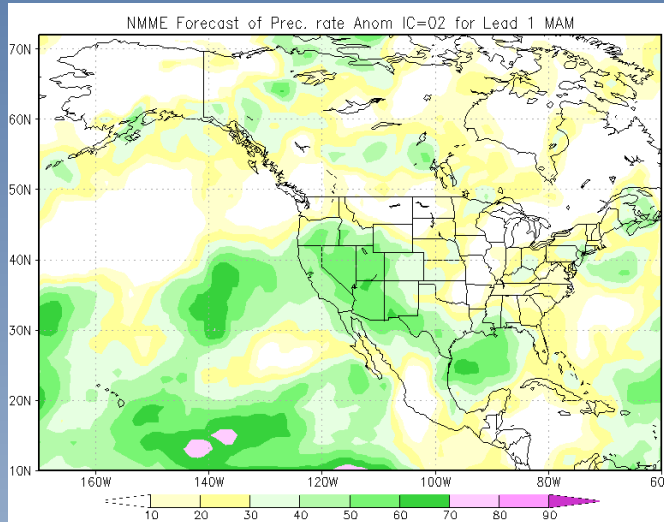 NMME Forecast of Prec. rate Anom IC=02 for Lead 1 MAM
70N
60N
50N
40N
30N
20N
10N
160W 140W 120W 100W 80W 60
10 20 30 40 50 60 70 80 90